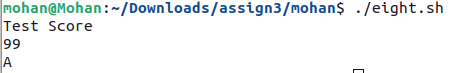 mohan@Mohan:~/Downloads/assign3/mohan$ ./eight.sh
Test Score
99
A